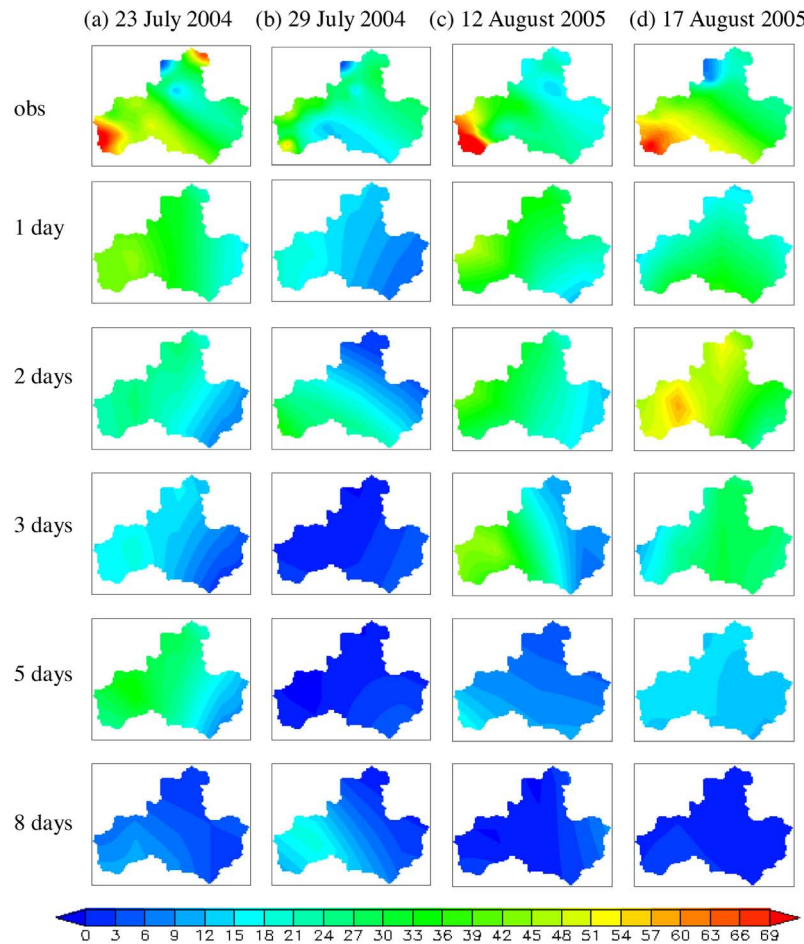 (a) 23 July 2004 (b) 29 July 2004 (c) 12 August 2005 (d) 17 August 2005
obs
1 day
2 days
3 days
5 days
8 days
0 3 6 9 12 15 18 21 24 27 30 33 36 39 42 45 48 51 54 57 60 63 66 69